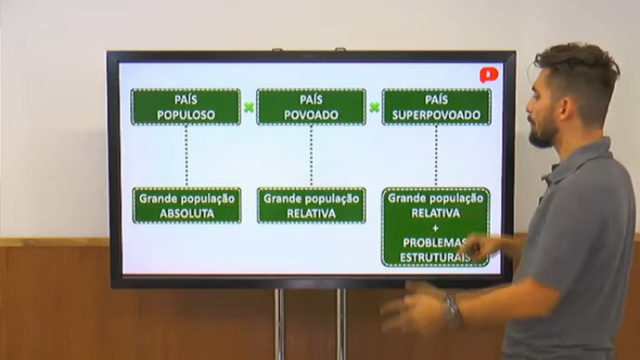 PAÍS
POPULOSO
PAÍS
POVOADO
PAÍS
SUPERPOVOADO
Grande população
ABSOLUTA
Grande população
RELATIVA
Grande população
RELATIVA
+
PROBLEMAS
ESTRUTURAIS